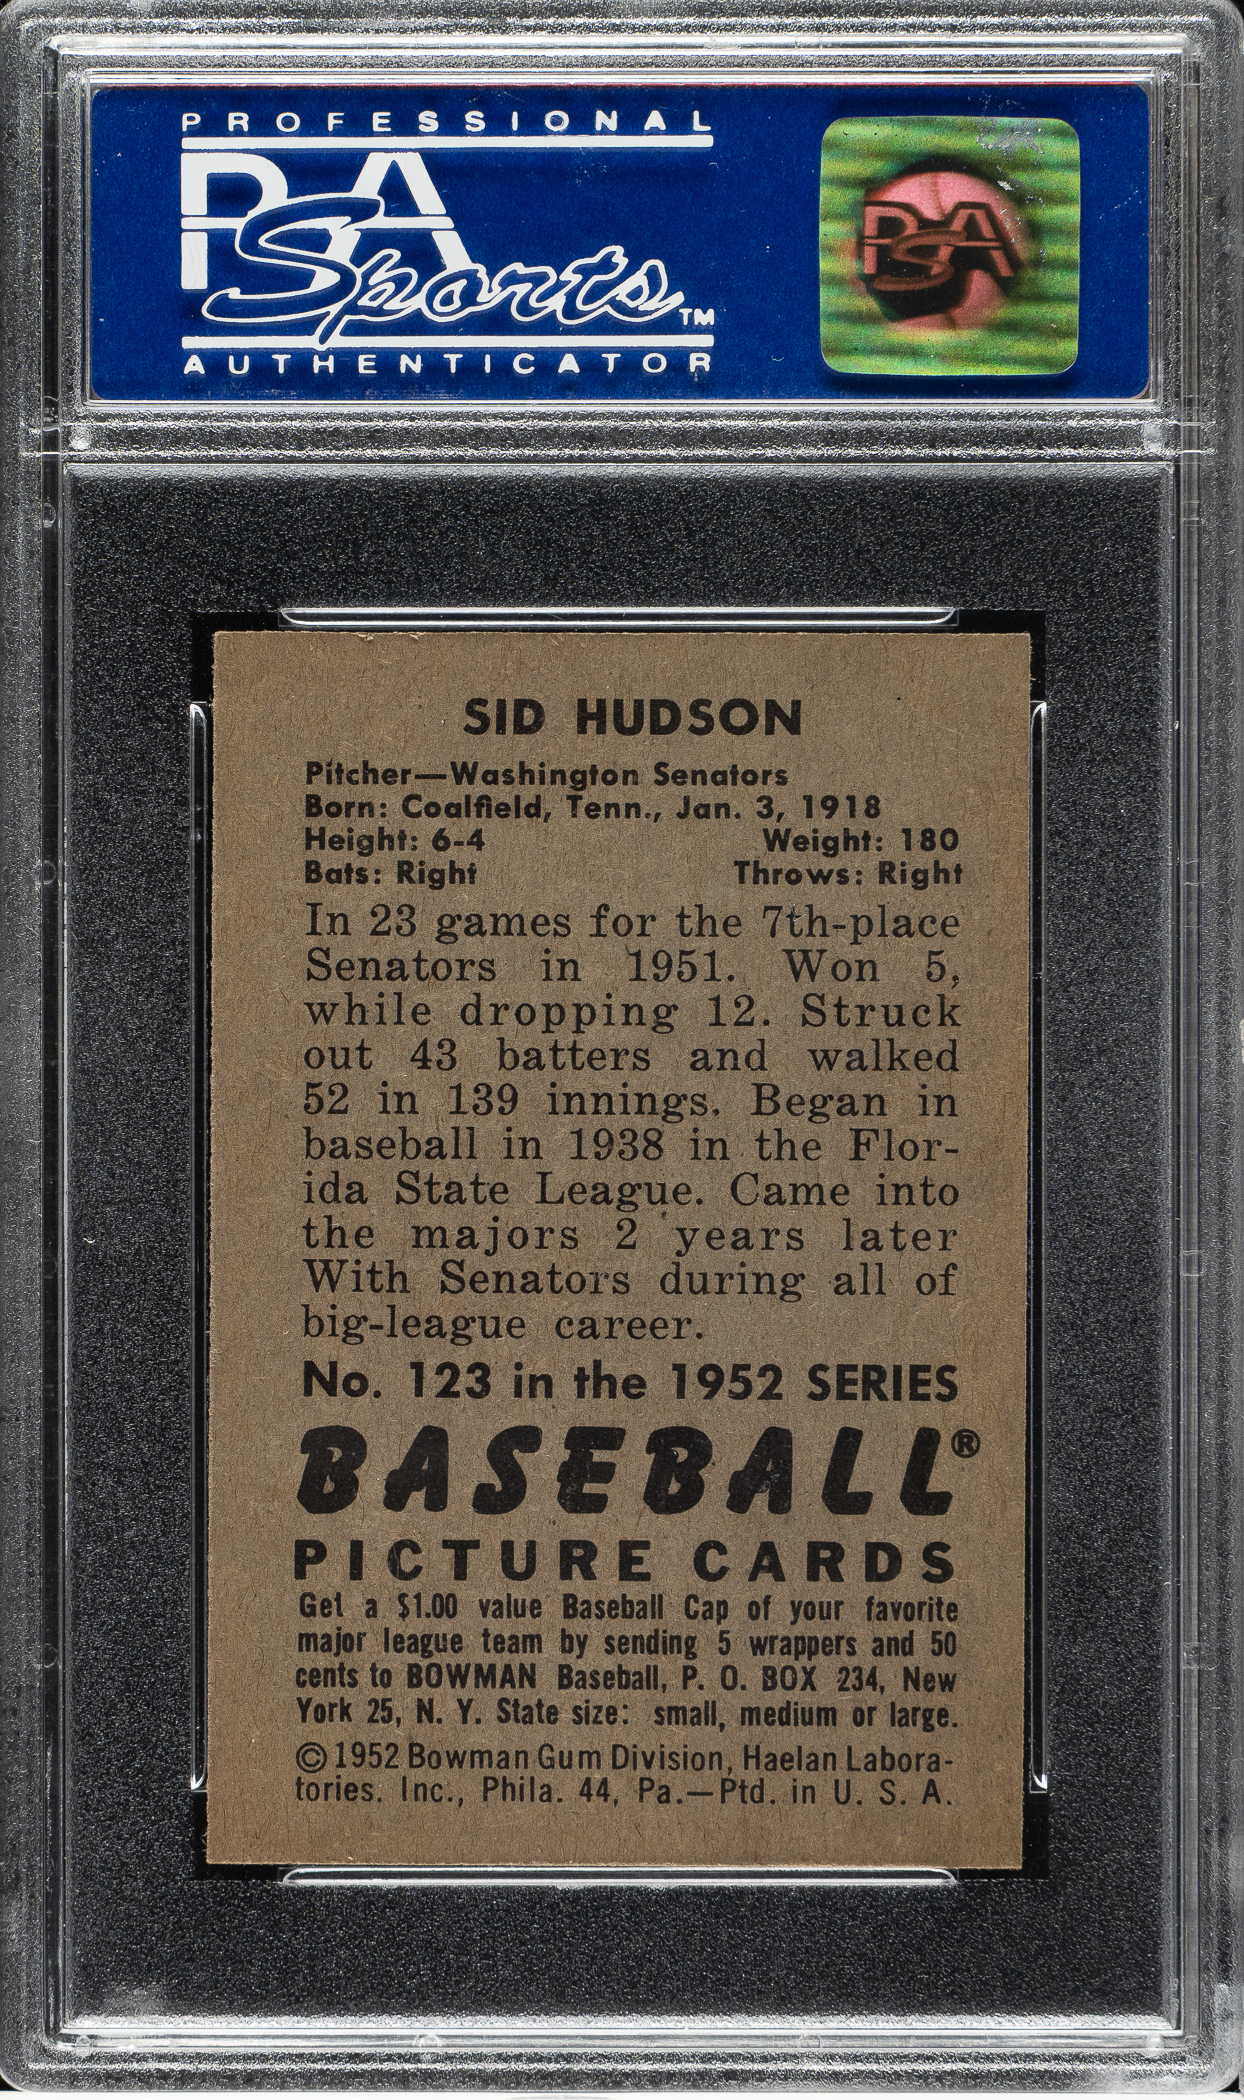 PROFESSIONAL
PSA
Sports™
AUTHENTICATOR
PSA
SID HUDSON
Pitcher—Washington Senators
Born: Coalfield, Tenn., Jan. 3, 1918
Height: 6-4 Weight: 180
Bats: Right Throws: Right
In 23 games for the 7th-place
Senators in 1951. Won 5,
while dropping 12. Struck
out 43 batters and walked
52 in 139 innings. Began in
baseball in 1938 in the Flor-
ida State League. Came into
the majors 2 years later
With Senators during all of
big-league career.
No. 123 in the 1952 SERIES
BASEBALL®
PICTURE CARDS
Get a $1.00 value Baseball Cap of your favorite
major league team by sending 5 wrappers and 50
cents to BOWMAN Baseball, P. O. BOX 234, New
York 25, N. Y. State size: small, medium or large.
© 1952 Bowman Gum Division, Haelan Labora-
tories. Inc., Phila. 44, Pa.—Ptd. in U. S. A.